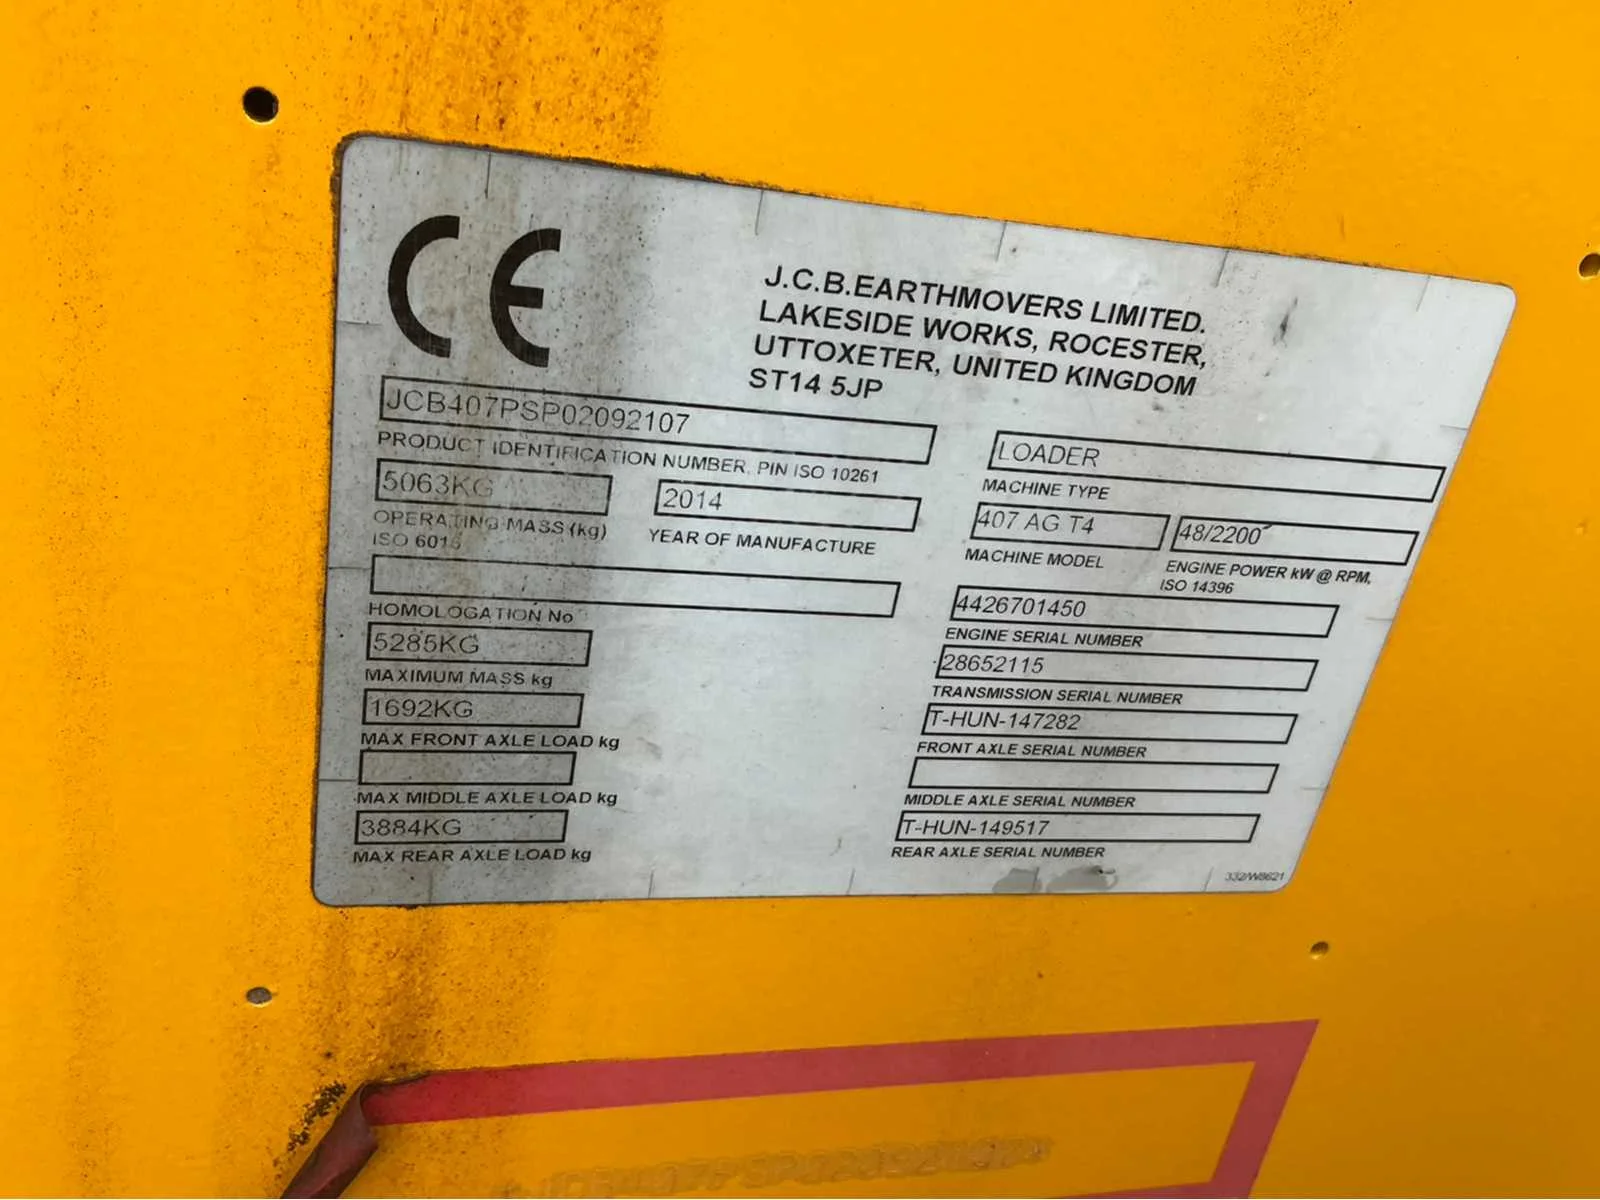 CE
J.C.B.EARTHMOVERS LIMITED.
LAKESIDE WORKS, ROCESTER,
UTTOXETER, UNITED KINGDOM
ST14 5JP
JCB407PSP02092107
PRODUCT IDENTIFICATION NUMBER, PIN ISO 10261
5063KG
OPERATING MASS (kg)
ISO 6016
2014
YEAR OF MANUFACTURE
HOMOLOGATION No
5285KG
MAXIMUM MASS kg
1692KG
MAX FRONT AXLE LOAD kg
MAX MIDDLE AXLE LOAD kg
3884KG
MAX REAR AXLE LOAD kg
LOADER
MACHINE TYPE
407 AG T4
MACHINE MODEL
48/2200
ENGINE POWER kW @ RPM,
ISO 14396
4426701450
ENGINE SERIAL NUMBER
28652115
TRANSMISSION SERIAL NUMBER
T-HUN-147282
FRONT AXLE SERIAL NUMBER
MIDDLE AXLE SERIAL NUMBER
T-HUN-149517
REAR AXLE SERIAL NUMBER
332/W8621
JCB407PSP02092107